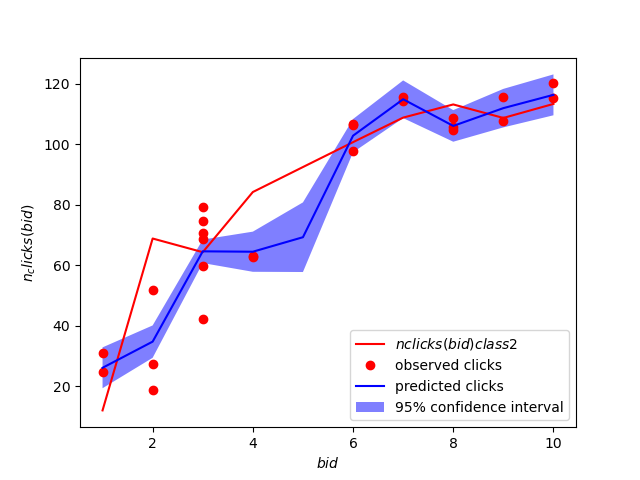 120
100
80
60
40
20
n_clicks(bid)
nclicks(bid)class2
observed clicks
predicted clicks
95% confidence interval
2
4
6
8
10
bid